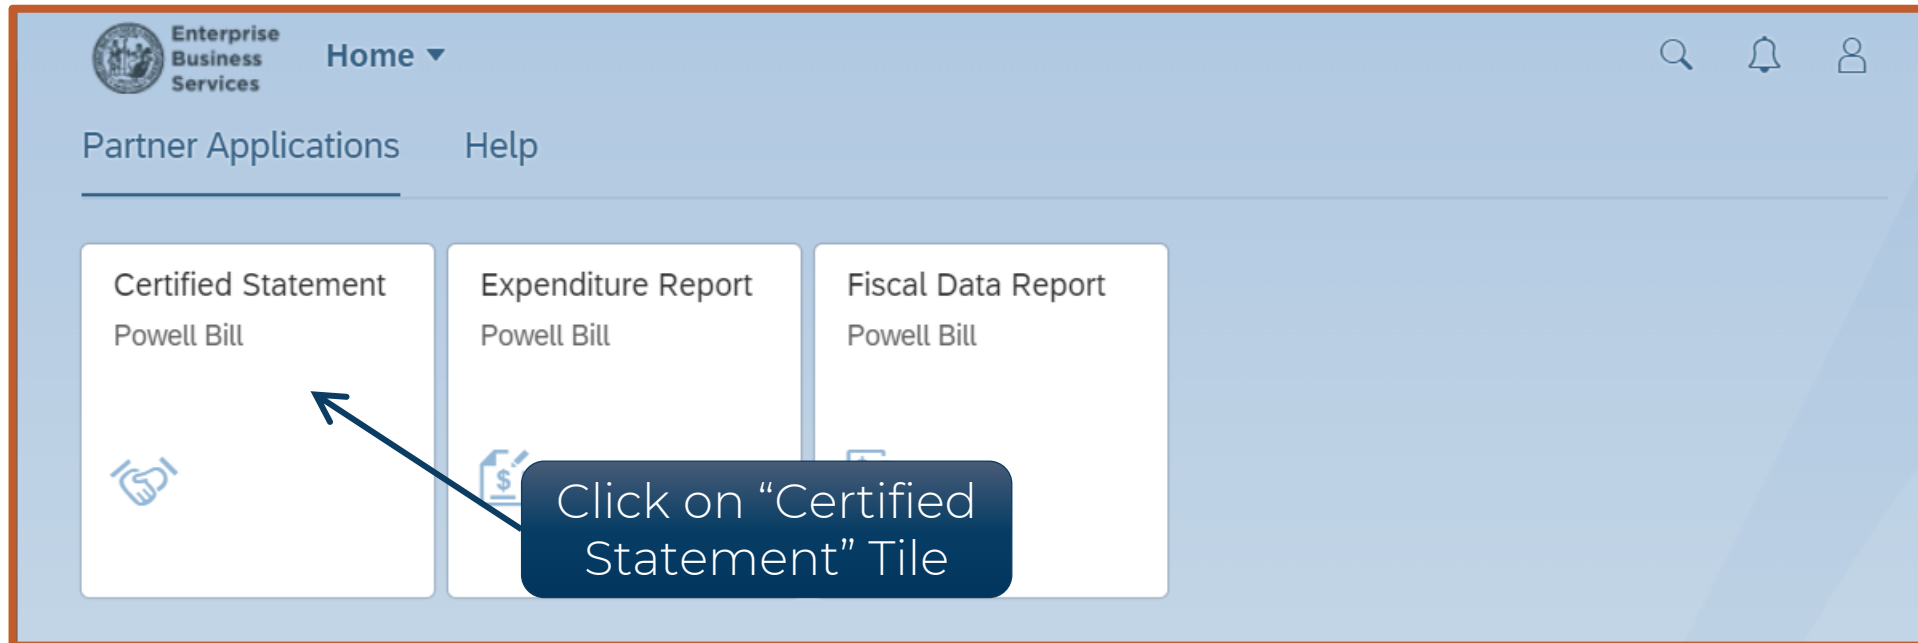 Enterprise
Business
Services
Home
Partner Applications
Help
Certified Statement
Powell Bill
Expenditure Report
Powell Bill
Fiscal Data Report
Powell Bill
$
Click on “Certified
Statement” Tile